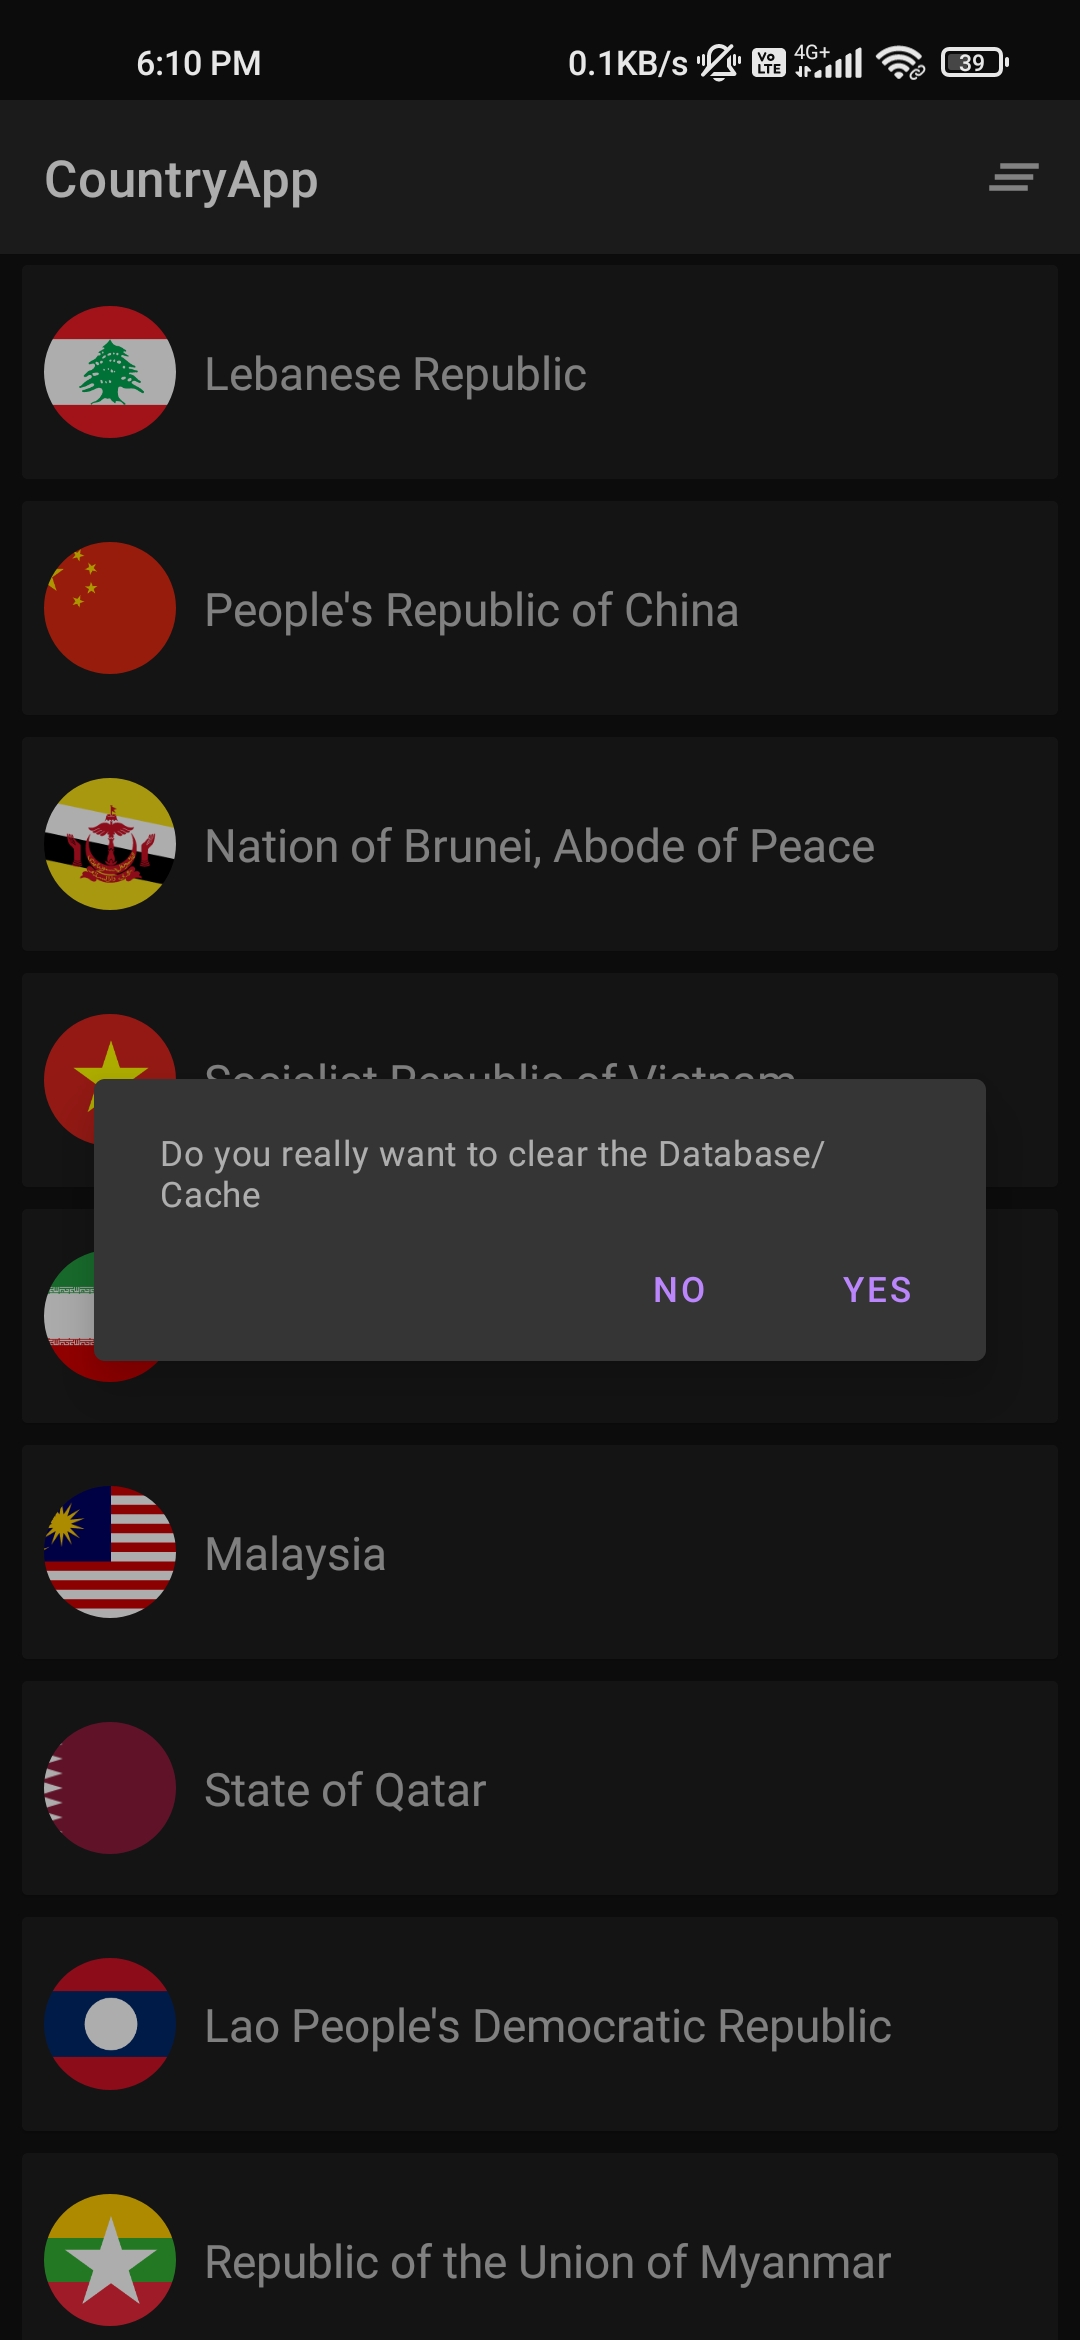 6:10 PM 0.1KB/s Vo LTE 4G+ 39
CountryApp
Lebanese Republic
People's Republic of China
Nation of Brunei, Abode of Peace
Socialist Republic of Vietnam
Do you really want to clear the Database/
Cache
NO YES
Malaysia
State of Qatar
Lao People's Democratic Republic
Republic of the Union of Myanmar